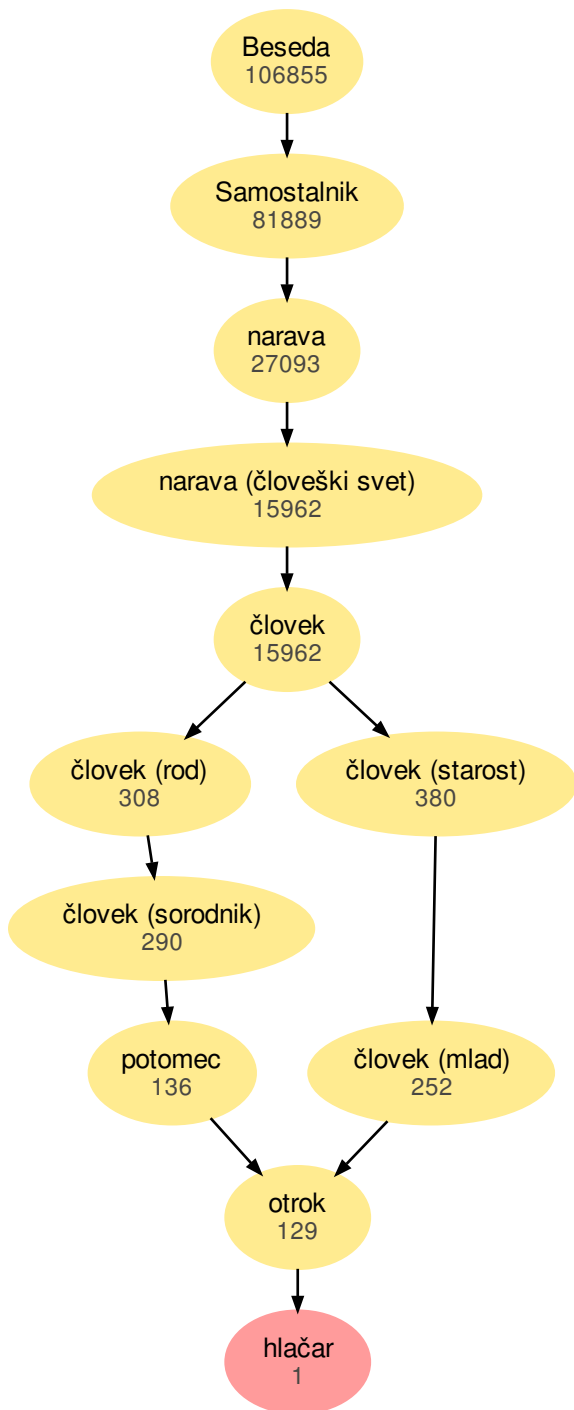 Beseda
106855
Samostalnik
81889
narava
27093
narava (človeški svet)
15962
človek
15962
človek (rod)
308
človek (starost)
380
človek (sorodnik)
290
potomec
136
človek (mlad)
252
otrok
129
hlačar
1